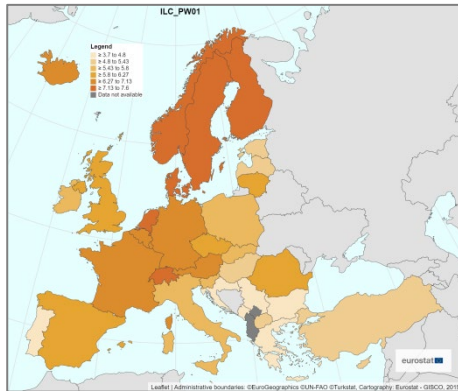 ILC_PW01
Legend
≥ 3.7 to 4.8
≥ 4.8 to 5.43
≥ 5.43 to 5.8
≥ 5.8 to 6.27
≥ 6.27 to 7.13
≥ 7.13 to 7.6
Data not available
eurostat
Leaflet | Administrative boundaries: ©EuroGeographics ©UN-FAO ©Turkstat, Cartography: Eurostat - GISCO, 201